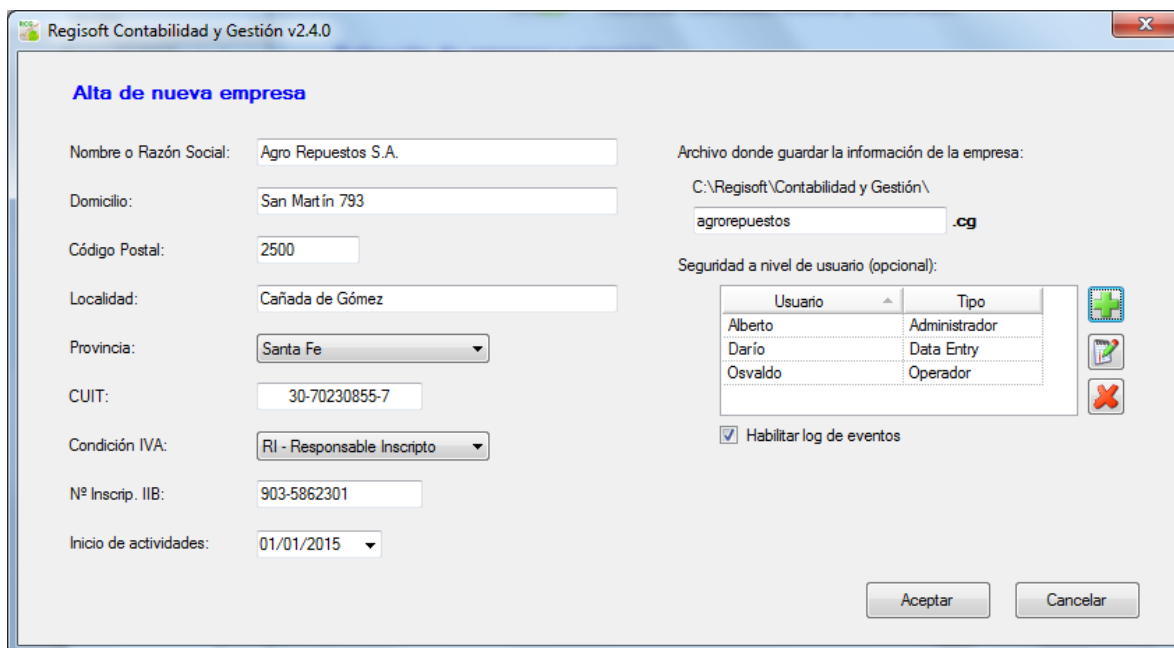 Regisoft Contabilidad y Gestión v2.4.0
Alta de nueva empresa
Nombre o Razón Social: Agro Repuestos S.A.
Domicilio: San Martín 793
Código Postal: 2500
Localidad: Cañada de Gómez
Provincia: Santa Fe
CUIT: 30-70230855-7
Condición IVA: RI - Responsable Inscripto
Nº Inscrip. IIB: 903-5862301
Inicio de actividades: 01/01/2015
Archivo donde guardar la información de la empresa:
C:\Regisoft\Contabilidad y Gestión\
agrorepuestos .cg
Seguridad a nivel de usuario (opcional):
Usuario Tipo
Alberto Administrador
Darío Data Entry
Osvaldo Operador
Habilitar log de eventos
Aceptar Cancelar